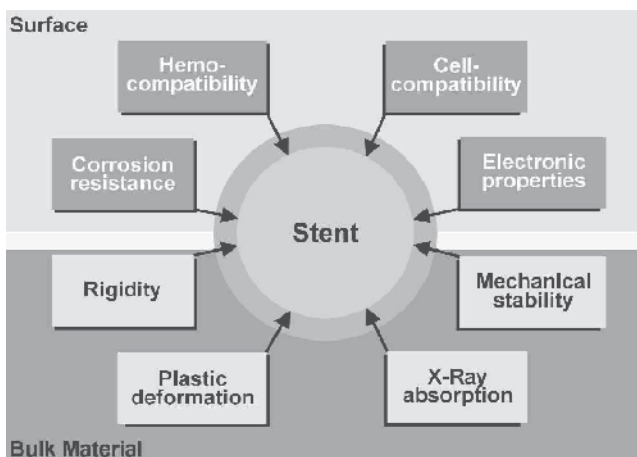 Surface
Hemo-
compatibility
Cell-
compatibility
Corrosion
resistance
Electronic
properties
Stent
Rigidity
Mechanical
stability
Plastic
deformation
X-Ray
absorption
Bulk Material